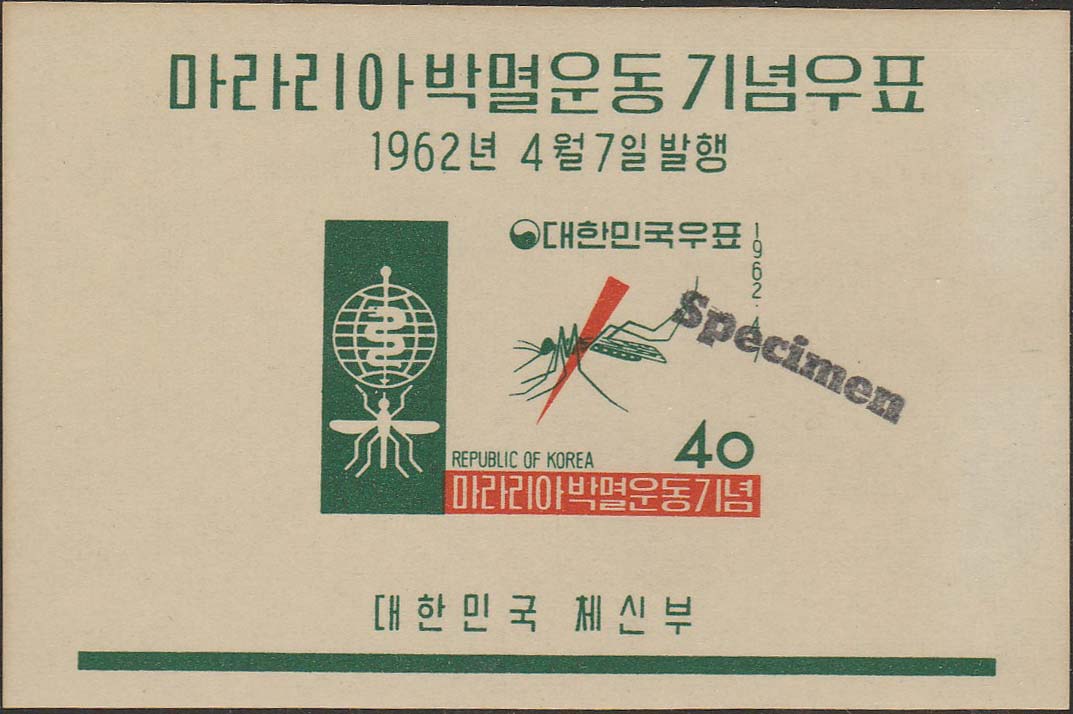 마라리아박멸운동기념우표
1962년 4월7일발행
대한민국우표
1962.4
Specimen
REPUBLIC OF KOREA
40
마라리아박멸운동기념
대한민국 체신부